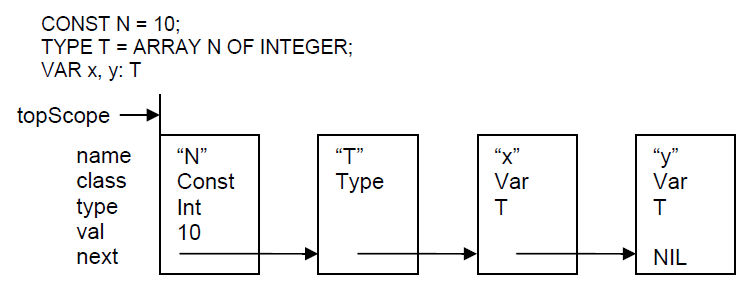 CONST N = 10;
TYPE T = ARRAY N OF INTEGER;
VAR x, y: T
topScope
name “N” “T” “x” “y”
class Const Type Var Var
type Int T T
val 10
next NIL